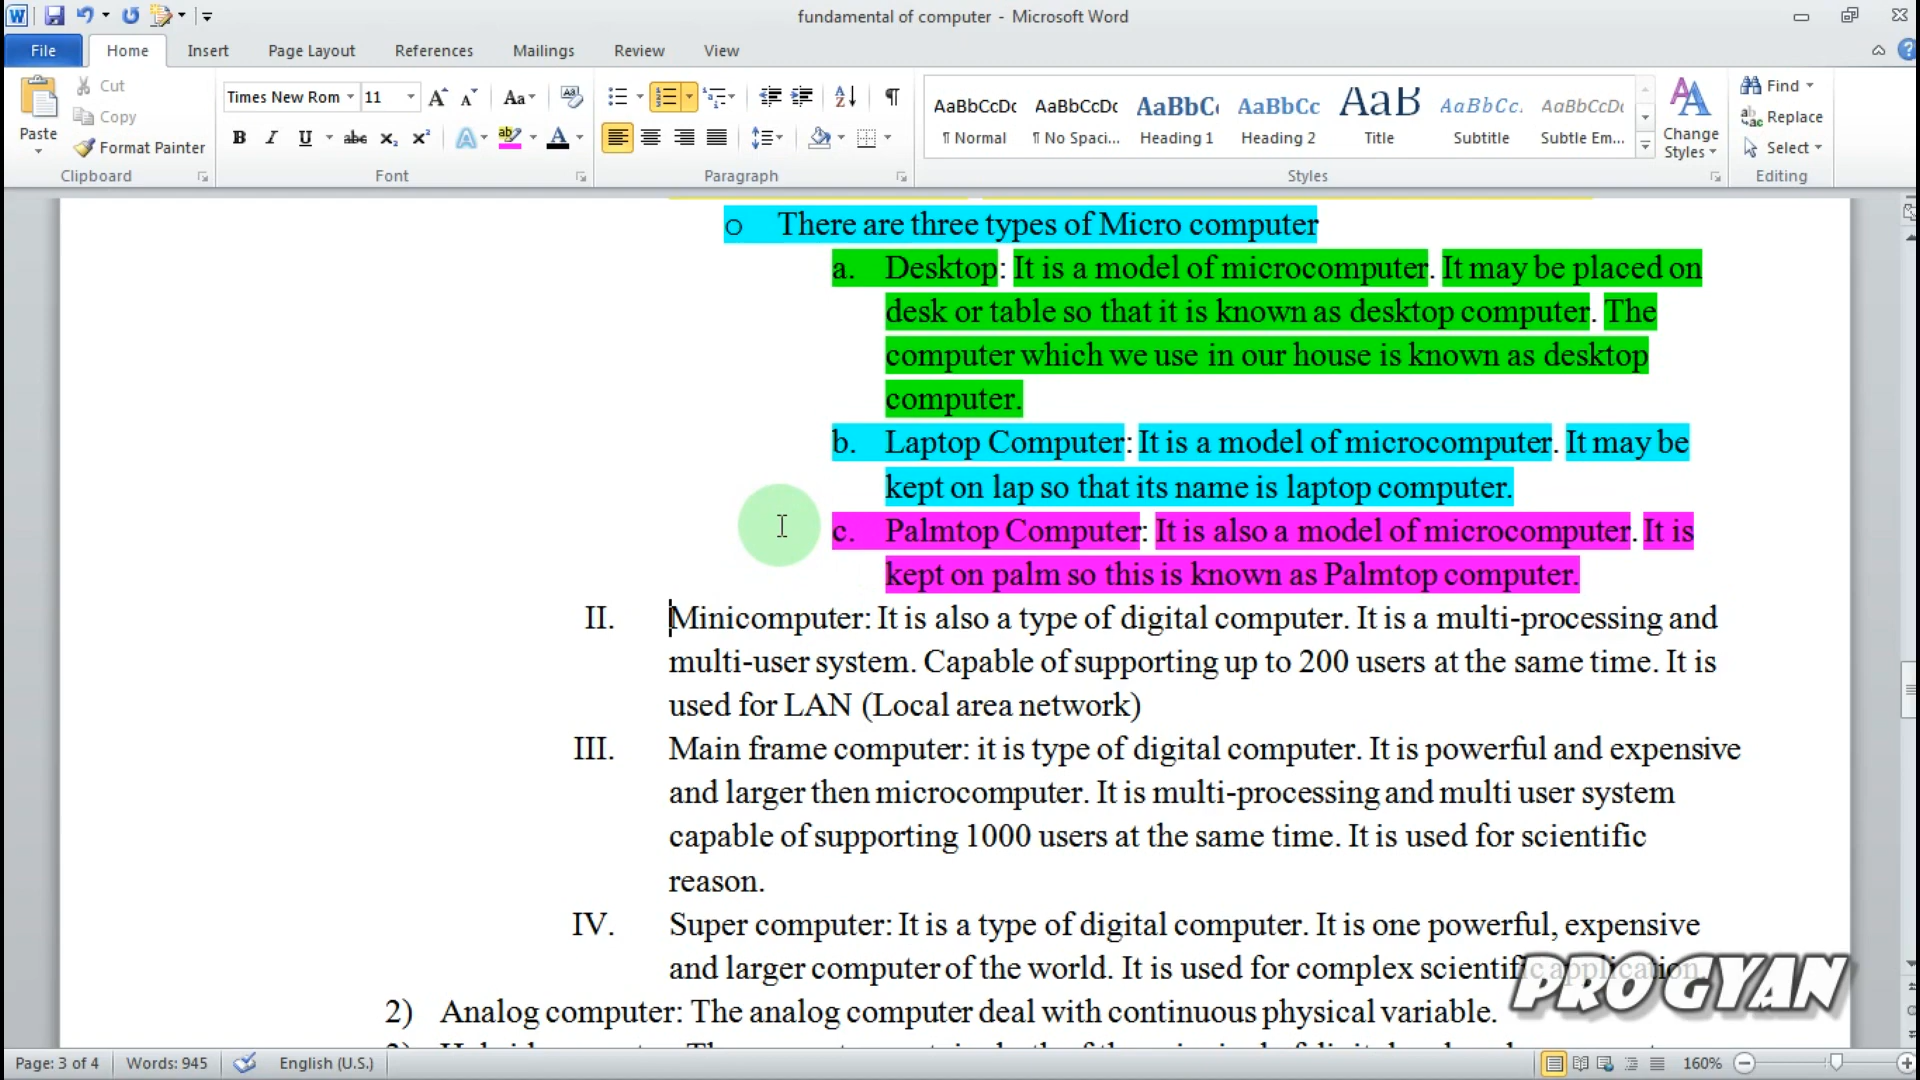 fundamental of computer - Microsoft Word
File Home Insert Page Layout References Mailings Review View
Paste
Cut
Copy
Format Painter
Clipboard
Times New Rom 11
Font
Paragraph
AaBbCcDc AaBbCcDc AaBbC AaBbCc AaB AaBbCc. AaBbCcDc
¶ Normal ¶ No Spaci... Heading 1 Heading 2 Title Subtitle Subtle Em...
Change Styles
Styles
Find
Replace
Select
Editing
o There are three types of Micro computer
a. Desktop: It is a model of microcomputer. It may be placed on
desk or table so that it is known as desktop computer. The
computer which we use in our house is known as desktop
computer.
b. Laptop Computer: It is a model of microcomputer. It may be
kept on lap so that its name is laptop computer.
c. Palmtop Computer: It is also a model of microcomputer. It is
kept on palm so this is known as Palmtop computer.
II. Minicomputer: It is also a type of digital computer. It is a multi-processing and
multi-user system. Capable of supporting up to 200 users at the same time. It is
used for LAN (Local area network)
III. Main frame computer: it is type of digital computer. It is powerful and expensive
and larger then microcomputer. It is multi-processing and multi user system
capable of supporting 1000 users at the same time. It is used for scientific
reason.
IV. Super computer: It is a type of digital computer. It is one powerful, expensive
and larger computer of the world. It is used for complex scientific application
PRO GYAN
2) Analog computer: The analog computer deal with continuous physical variable.
Page: 3 of 4 Words: 945 English (U.S.) 160%